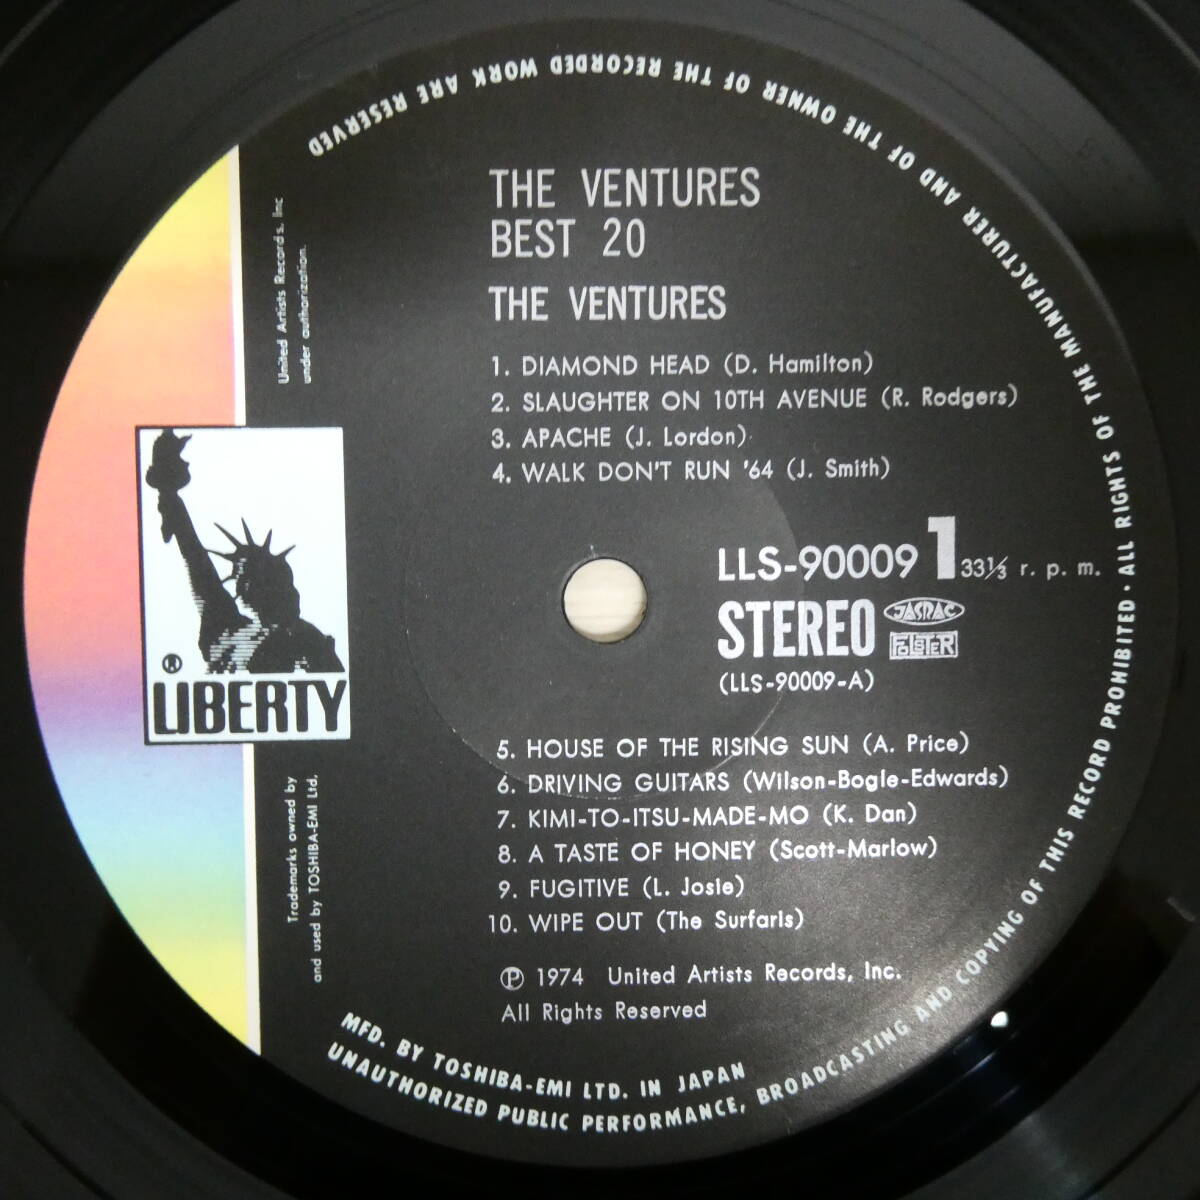 THE VENTURES
BEST 20
THE VENTURES
1. DIAMOND HEAD (D. Hamilton)
2. SLAUGHTER ON 10TH AVENUE (R. Rodgers)
3. APACHE (J. Lordon)
4. WALK DON'T RUN '64 (J. Smith)
LLS-90009 1 33⅓ r. p. m.
STEREO JASRAC
FOLSTER
(LLS-90009-A)
5. HOUSE OF THE RISING SUN (A. Price)
6. DRIVING GUITARS (Wilson-Bogle-Edwards)
7. KIMI-TO-ITSU-MADE-MO (K. Dan)
8. A TASTE OF HONEY (Scott-Marlow)
9. FUGITIVE (L. Josie)
10. WIPE OUT (The Surfaris)
Ⓟ 1974 United Artists Records, Inc.
All Rights Reserved
® LIBERTY
United Artists Records, Inc
under authorization.
Trademarks owned by
and used by TOSHIBA-EMI Ltd.
MFD. BY TOSHIBA-EMI LTD. IN JAPAN
UNAUTHORIZED PUBLIC PERFORMANCE, BROADCASTING AND COPYING OF THIS RECORD PROHIBITED · ALL RIGHTS OF THE MANUFACTURER AND OF THE OWNER OF THE RECORDED WORK ARE RESERVED